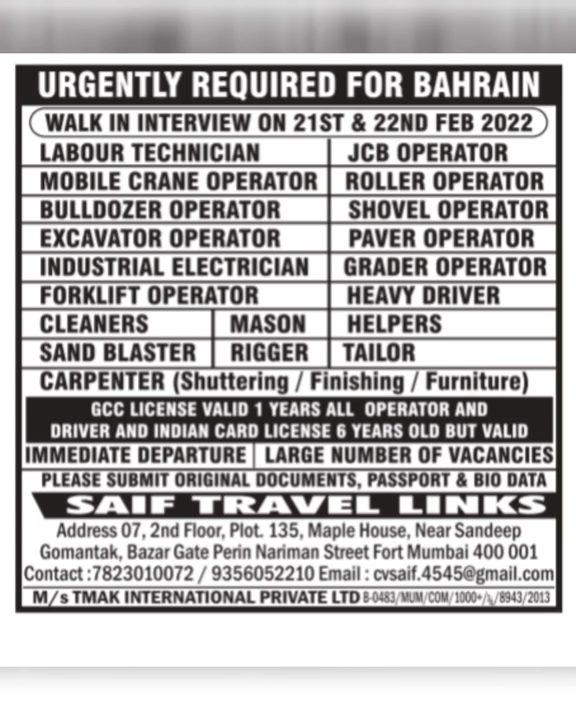 URGENTLY REQUIRED FOR BAHRAIN
WALK IN INTERVIEW ON 21ST & 22ND FEB 2022
LABOUR TECHNICIAN JCB OPERATOR
MOBILE CRANE OPERATOR ROLLER OPERATOR
BULLDOZER OPERATOR SHOVEL OPERATOR
EXCAVATOR OPERATOR PAVER OPERATOR
INDUSTRIAL ELECTRICIAN GRADER OPERATOR
FORKLIFT OPERATOR HEAVY DRIVER
CLEANERS MASON HELPERS
SAND BLASTER RIGGER TAILOR
CARPENTER (Shuttering / Finishing / Furniture)
GCC LICENSE VALID 1 YEARS ALL OPERATOR AND
DRIVER AND INDIAN CARD LICENSE 6 YEARS OLD BUT VALID
IMMEDIATE DEPARTURE LARGE NUMBER OF VACANCIES
PLEASE SUBMIT ORIGINAL DOCUMENTS, PASSPORT & BIO DATA
SAIF TRAVEL LINKS
Address 07, 2nd Floor, Plot. 135, Maple House, Near Sandeep
Gomantak, Bazar Gate Perin Nariman Street Fort Mumbai 400 001
Contact :7823010072 / 9356052210 Email : cvsaif.4545@gmail.com
M/s TMAK INTERNATIONAL PRIVATE LTD B-0483/MUM/COM/1000+/ /8943/2013